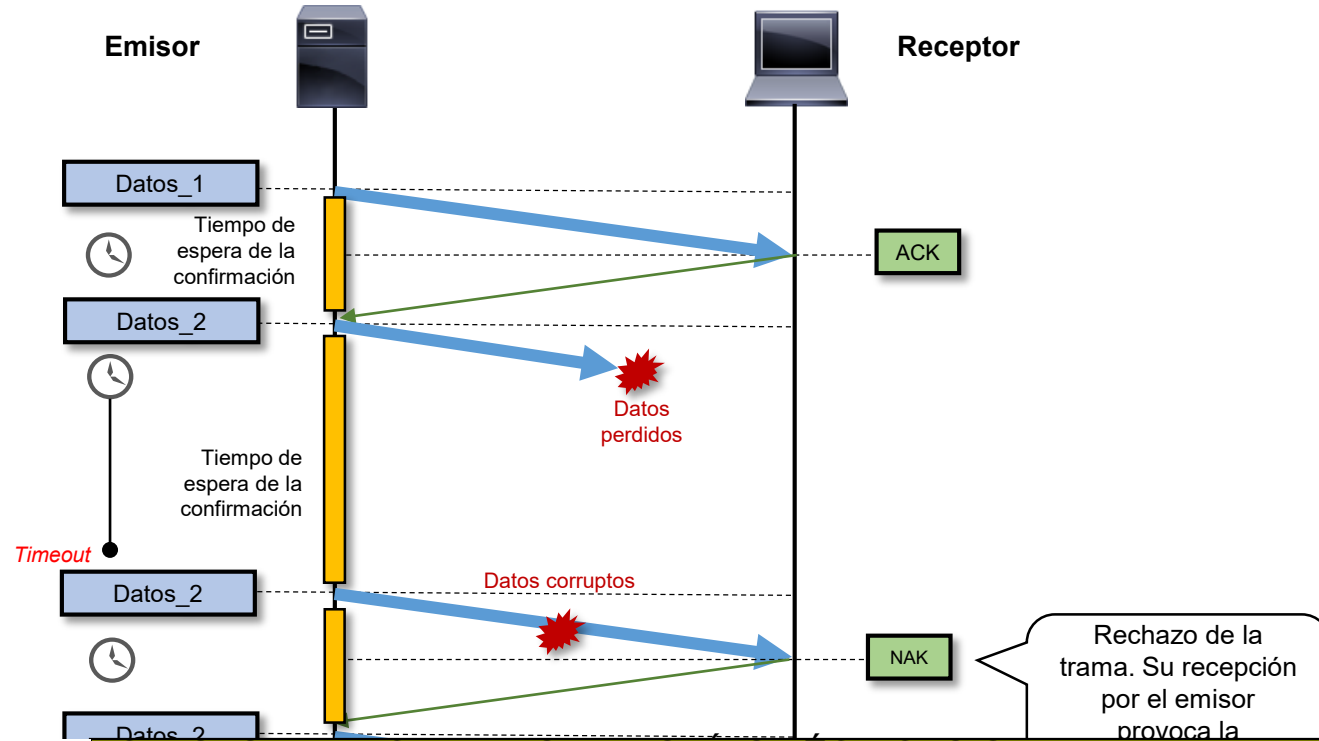 Emisor
Receptor
Datos_1
Tiempo de
espera de la
confirmación
ACK
Datos_2
Datos
perdidos
Tiempo de
espera de la
confirmación
Timeout
Datos corruptos
Datos_2
NAK
Rechazo de la
trama. Su recepción
por el emisor
provoca la
Datos_2